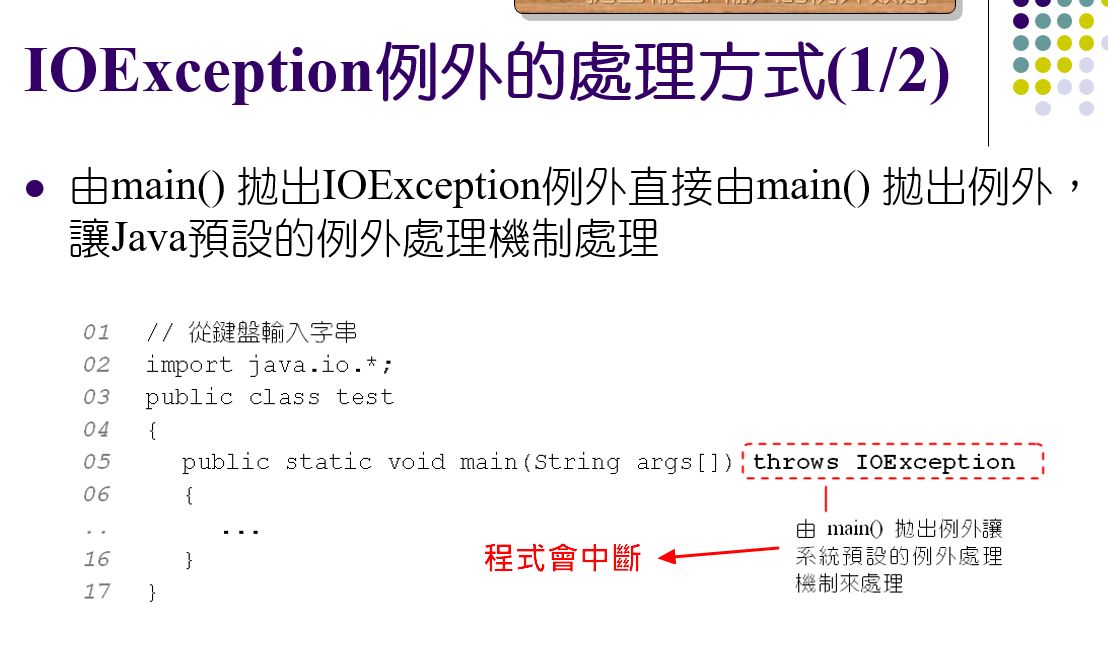 IOException例外的處理方式(1/2)
由main() 拋出IOException例外直接由main() 拋出例外，
讓Java預設的例外處理機制處理
01 // 從鍵盤輸入字串
02 import java.io.*;
03 public class test
04 {
05 public static void main(String args[]) throws IOException
06 {
.. ...
16 }
17 }
由 main() 拋出例外讓
系統預設的例外處理
機制來處理
程式會中斷